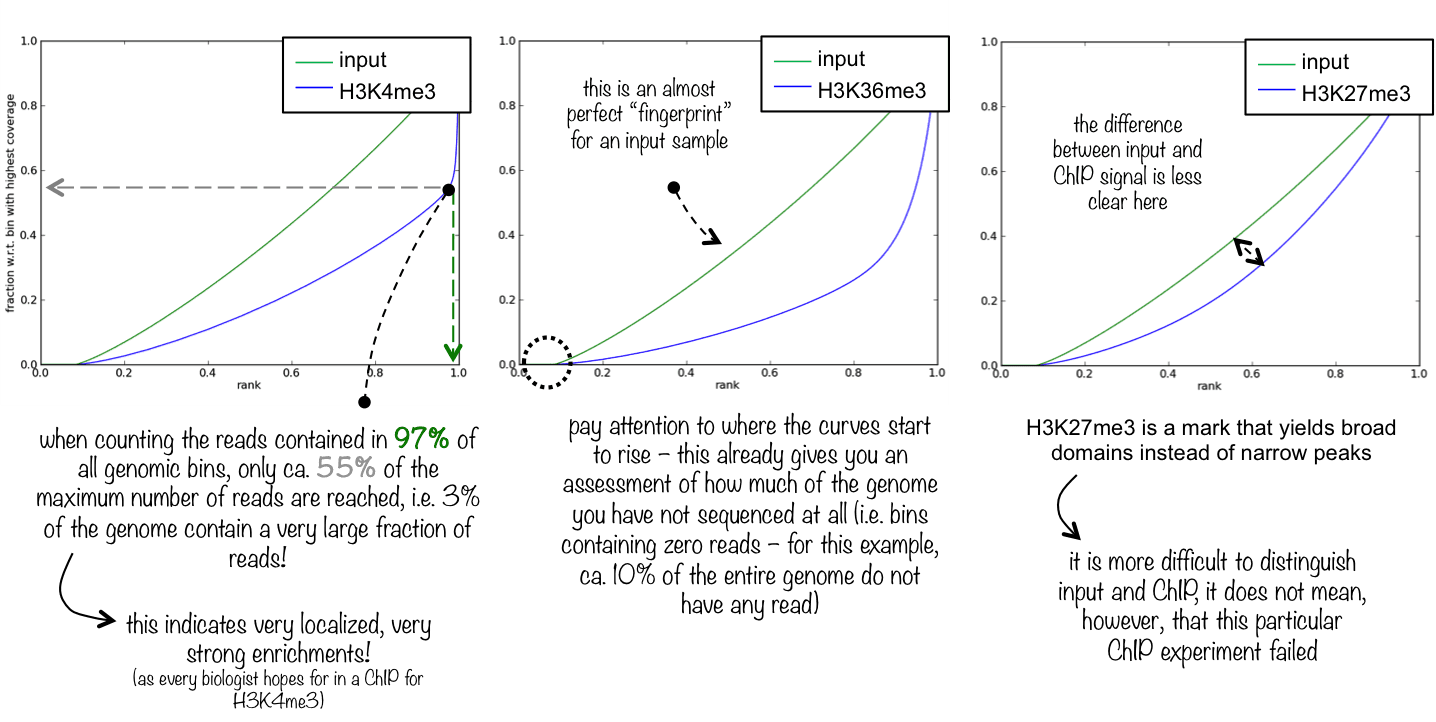 1.0
0.8
0.6
0.4
0.2
0.0
0.0 0.2 0.4 0.6 0.8 1.0
rank
fraction w.r.t. bin with highest coverage
input
H3K4me3
when counting the reads contained in 97% of
all genomic bins, only ca. 55% of the
maximum number of reads are reached, i.e. 3%
of the genome contain a very large fraction of
reads!
this indicates very localized, very
strong enrichments!
(as every biologist hopes for in a ChIP for
H3K4me3)
1.0
0.8
0.6
0.4
0.2
0.0
0.0 0.2 0.4 0.6 0.8 1.0
rank
input
H3K36me3
this is an almost
perfect “fingerprint”
for an input sample
pay attention to where the curves start
to rise – this already gives you an
assessment of how much of the genome
you have not sequenced at all (i.e. bins
containing zero reads – for this example,
ca. 10% of the entire genome do not
have any read)
1.0
0.8
0.6
0.4
0.2
0.0
0.0 0.2 0.4 0.6 0.8 1.0
rank
input
H3K27me3
the difference
between input and
ChIP signal is less
clear here
H3K27me3 is a mark that yields broad
domains instead of narrow peaks
it is more difficult to distinguish
input and ChIP, it does not mean,
however, that this particular
ChIP experiment failed